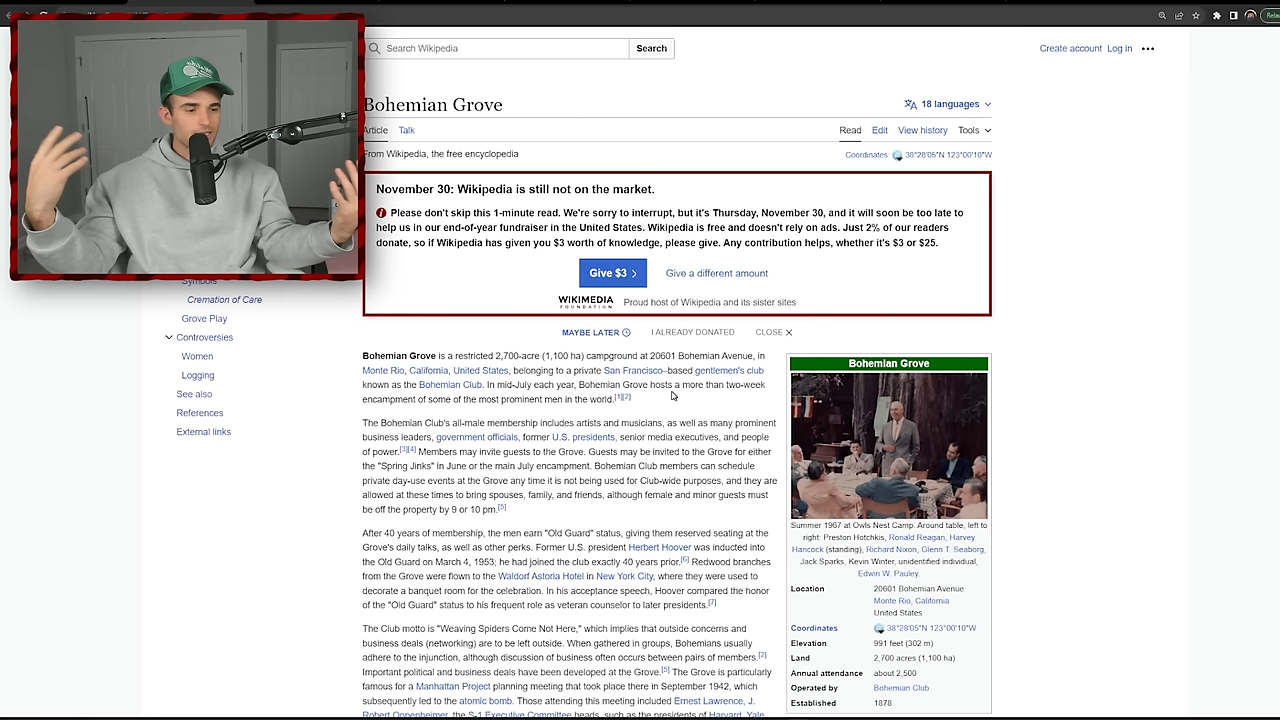 Search Wikipedia
Search
Create account Log in
Bohemian Grove
18 languages
Article Talk
Read Edit View history Tools
From Wikipedia, the free encyclopedia
Coordinates: 38°28′05″N 123°00′10″W
November 30: Wikipedia is still not on the market.
Please don't skip this 1-minute read. We're sorry to interrupt, but it's Thursday, November 30, and it will soon be too late to
help us in our end-of-year fundraiser in the United States. Wikipedia is free and doesn't rely on ads. Just 2% of our readers
donate, so if Wikipedia has given you $3 worth of knowledge, please give. Any contribution helps, whether it's $3 or $25.
Give $3
Give a different amount
WIKIMEDIA
FOUNDATION
Proud host of Wikipedia and its sister sites
MAYBE LATER I ALREADY DONATED CLOSE
Symbols
Cremation of Care
Grove Play
Controversies
Women
Logging
See also
References
External links
Bohemian Grove is a restricted 2,700-acre (1,100 ha) campground at 20601 Bohemian Avenue, in
Monte Rio, California, United States, belonging to a private San Francisco–based gentlemen's club
known as the Bohemian Club. In mid-July each year, Bohemian Grove hosts a more than two-week
encampment of some of the most prominent men in the world.[1][2]
The Bohemian Club's all-male membership includes artists and musicians, as well as many prominent
business leaders, government officials, former U.S. presidents, senior media executives, and people
of power.[3][4] Members may invite guests to the Grove. Guests may be invited to the Grove for either
the "Spring Jinks" in June or the main July encampment. Bohemian Club members can schedule
private day-use events at the Grove any time it is not being used for Club-wide purposes, and they are
allowed at these times to bring spouses, family, and friends, although female and minor guests must
be off the property by 9 or 10 pm.[5]
After 40 years of membership, the men earn "Old Guard" status, giving them reserved seating at the
Grove's daily talks, as well as other perks. Former U.S. president Herbert Hoover was inducted into
the Old Guard on March 4, 1953; he had joined the club exactly 40 years prior.[6] Redwood branches
from the Grove were flown to the Waldorf Astoria Hotel in New York City, where they were used to
decorate a banquet room for the celebration. In his acceptance speech, Hoover compared the honor
of the "Old Guard" status to his frequent role as veteran counselor to later presidents.[7]
The Club motto is "Weaving Spiders Come Not Here," which implies that outside concerns and
business deals (networking) are to be left outside. When gathered in groups, Bohemians usually
adhere to the injunction, although discussion of business often occurs between pairs of members.[2]
Important political and business deals have been developed at the Grove.[5] The Grove is particularly
famous for a Manhattan Project planning meeting that took place there in September 1942, which
subsequently led to the atomic bomb. Those attending this meeting included Ernest Lawrence, J.
Robert Oppenheimer, the S-1 Executive Committee heads, such as the presidents of Harvard, Yale,
Bohemian Grove
Summer 1967 at Owls Nest Camp. Around table, left to
right: Preston Hotchkis, Ronald Reagan, Harvey
Hancock (standing), Richard Nixon, Glenn T. Seaborg,
Jack Sparks, Kevin Winter, unidentified individual,
Edwin W. Pauley.
Location 20601 Bohemian Avenue
Monte Rio, California
United States
Coordinates 38°28′05″N 123°00′10″W
Elevation 991 feet (302 m)
Land 2,700 acres (1,100 ha)
Annual attendance about 2,500
Operated by Bohemian Club
Established 1878